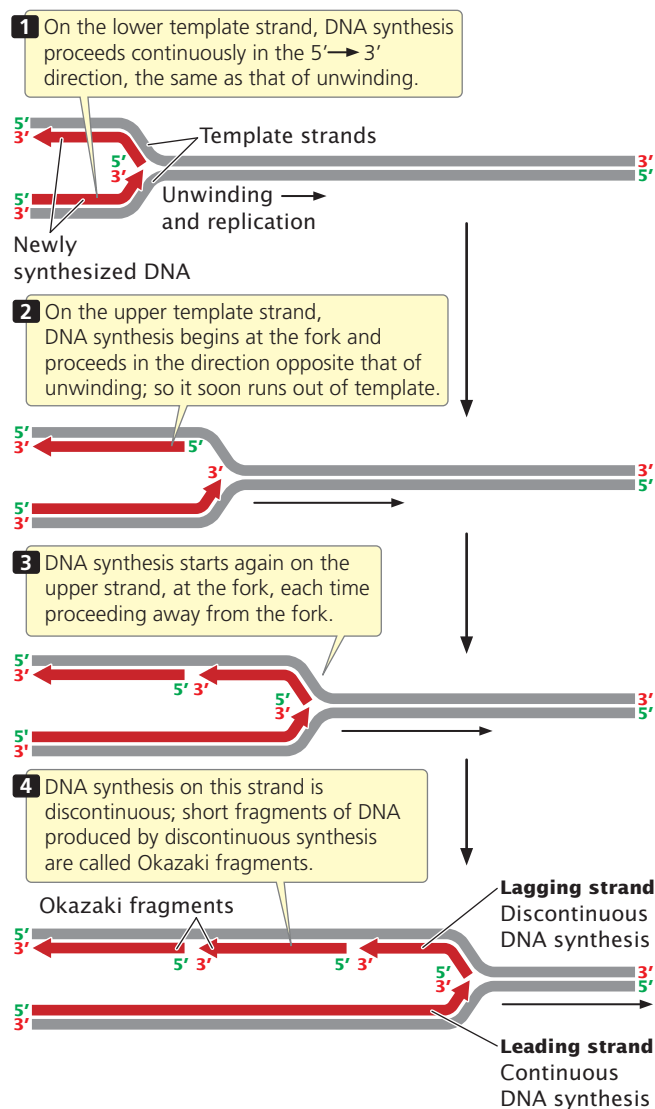 1 On the lower template strand, DNA synthesis
proceeds continuously in the 5′⟶ 3′
direction, the same as that of unwinding.
5′
3′
Template strands
5′
3′
3′
5′
5′
3′
Unwinding ⟶
and replication
Newly
synthesized DNA
2 On the upper template strand,
DNA synthesis begins at the fork and
proceeds in the direction opposite that of
unwinding; so it soon runs out of template.
5′
3′
5′
3′
3′
5′
5′
3′
3 DNA synthesis starts again on the
upper strand, at the fork, each time
proceeding away from the fork.
5′
3′
5′ 3′
5′
3′
3′
5′
5'
3'
4 DNA synthesis on this strand is
discontinuous; short fragments of DNA
produced by discontinuous synthesis
are called Okazaki fragments.
Okazaki fragments
Lagging strand
Discontinuous
DNA synthesis
5′
3′
5′ 3′
5′ 3′
5′
3′
3′
5′
5′
3′
Leading strand
Continuous
DNA synthesis